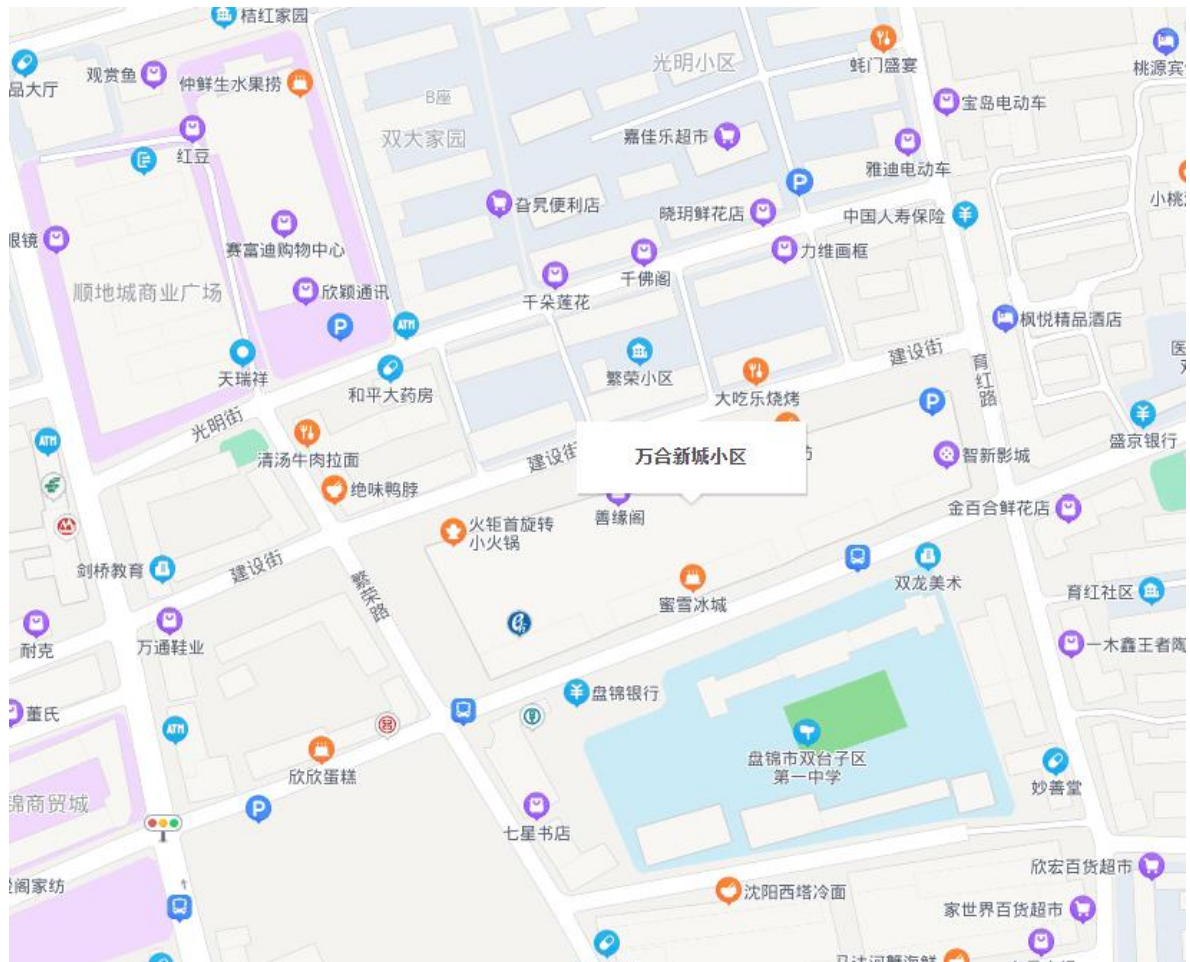 桔红家园
观赏鱼
品大厅
仲鲜生水果捞
光明小区
蚝门盛宴
桃源宾
B座
双大家园
宝岛电动车
嘉佳乐超市
红豆
雅迪电动车
小桃
旮旯便利店
晓玥鲜花店
中国人寿保险
眼镜
赛富迪购物中心
力维画框
顺地城商业广场
欣颖通讯
千佛阁
千朵莲花
P
P
ATM
枫悦精品酒店
医
天瑞祥
和平大药房
繁荣小区
建设街
育红路
大吃乐烧烤
光明街
P
ATM
清汤牛肉拉面
建设街
万合新城小区
智新影城
盛京银行
绝味鸭脖
善缘阁
金百合鲜花店
火钜首旋转
小火锅
剑桥教育
建设街
繁荣路
蜜雪冰城
双龙美术
育红社区
耐克
万通鞋业
一木鑫王者陶
盘锦银行
董氏
ATM
盘锦市双台子区
第一中学
欣欣蛋糕
妙善堂
锦商贸城
P
七星书店
欣宏百货超市
阁家纺
沈阳西塔冷面
家世界百货超市